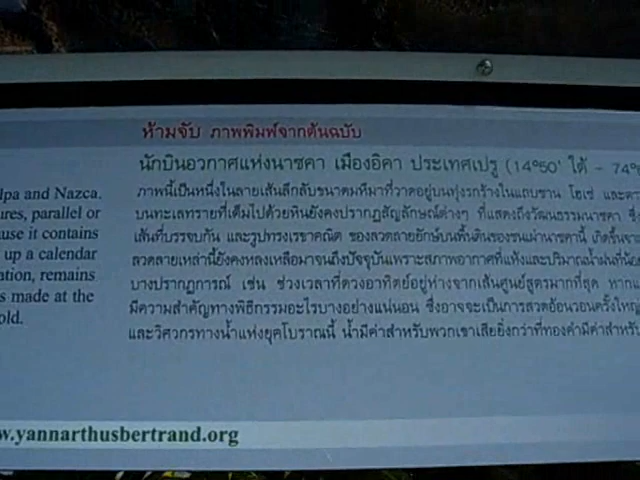 ห้ามจับ ภาพพิมพ์จากต้นฉบับ
นักบินอวกาศแห่งนาซคา เมืองอิคา ประเทศเปรู (14°50' ใต้ - 74°
ภาพนี้เป็นหนึ่งในลายเส้นลึกลับขนาดมหึมาที่วาดอยู่บนทุ่งรกร้างในแถบซาน โฮเซ่ และ
บนทะเลทรายที่เต็มไปด้วยหินยังคงปรากฏสัญลักษณ์ต่างๆ ที่แสดงถึงวัฒนธรรมนาซคา
เส้นที่บรรจบกัน และรูปทรงเรขาคณิต ของลวดลายยักษ์บนพื้นดินของชนเผ่านาซคานี้ เกิดขึ้น
ลวดลายเหล่านี้ยังคงหลงเหลือมาจนถึงปัจจุบันเพราะสภาพอากาศที่แห้งและปริมาณน้ำฝนที่
บางปรากฏการณ์ เช่น ช่วงเวลาที่ดวงอาทิตย์อยู่ห่างจากเส้นศูนย์สูตรมากที่สุด
มีความสำคัญทางพิธีกรรมอะไรบางอย่างแน่นอน ซึ่งอาจจะเป็นการสวดอ้อนวอนครั้งใหญ่
และวิศวกรทางน้ำแห่งยุคโบราณนี้ น้ำมีค่าสำหรับพวกเขาเสียยิ่งกว่าที่ทองคำมีค่าสำหรับ
lpa and Nazca.
ures, parallel or
use it contains
up a calendar
ation, remains
s made at the
old.
w.yannarthusbertrand.org